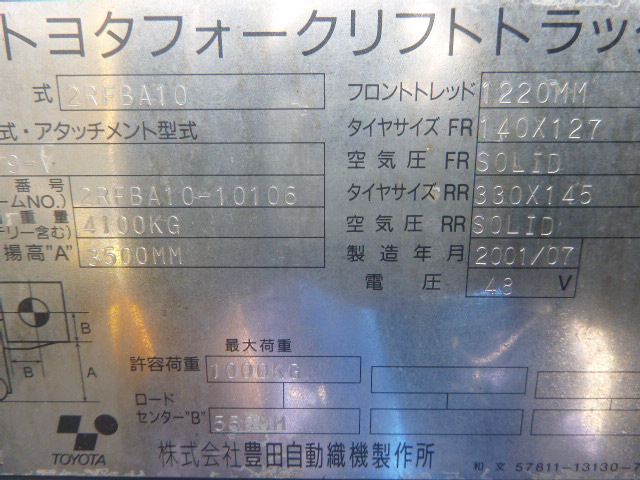 トヨタフォークリフトトラック
式 2RFBA10 フロントトレッド 1220MM
式・アタッチメント型式 タイヤサイズ FR 140X127
空気圧 FR SOLID
番号 ームNO.) 2RFBA10-10106 タイヤサイズ RR 330X145
重量 テリー含む) 4100KG 空気圧 RR SOLID
揚高"A" 3500MM 製造年月 2001/07
電圧 48 V
最大荷重
許容荷重 1000KG
B
B A
ロード
センター"B"
TOYOTA 株式会社豊田自動織機製作所 和 文 57811-13130-7